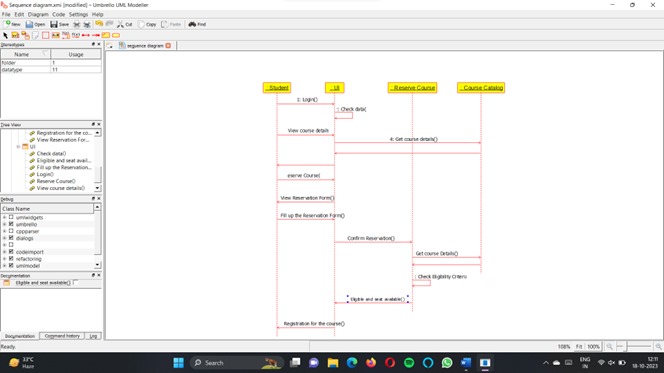 Sequence diagram.xmi [modified] - Umbrello UML Modeller
File Edit Diagram Code Settings Help
New Open Save Cut Copy Paste Find
Stereotypes
Name Usage
folder 1
datatype 11
sequence diagram
Tree View
Registration for the co...
View Reservation For...
UI
Check data()
Eligible and seat avail...
Fill up the Reservation...
Login()
Reserve Course()
View course details()
Debug
Class Name
umlwidgets
umbrello
cppparser
dialogs
codeimport
refactoring
umlmodel
Documentation
Eligible and seat available()
Documentation Command history Log
: Student : UI : Reserve Course : Course Catalog
1: Login()
: Check data(
View course details
4: Get course details()
eserve Course(
View Reservation Form()
Fill up the Reservation Form()
Confirm Reservation()
Get course Details()
: Check Eligibility Criteria
Eligible and seat available()
Registration for the course()
Ready. 108% Fit 100%
33°C
Haze
Search
ENG
IN
12:11
18-10-2023